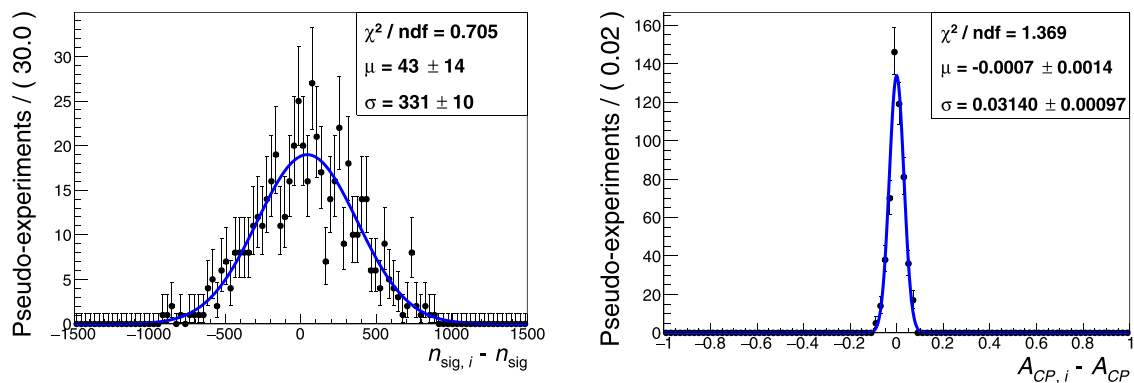 Pseudo-experiments / ( 30.0 )
χ² / ndf = 0.705
μ = 43 ± 14
σ = 331 ± 10
30
25
20
15
10
5
0
−1500 −1000 −500 0 500 1000 1500
n_sig, i - n_sig
Pseudo-experiments / ( 0.02 )
χ² / ndf = 1.369
μ = -0.0007 ± 0.0014
σ = 0.03140 ± 0.00097
160
140
120
100
80
60
40
20
0
−1 −0.8 −0.6 −0.4 −0.2 0 0.2 0.4 0.6 0.8 1
A_CP, i - A_CP